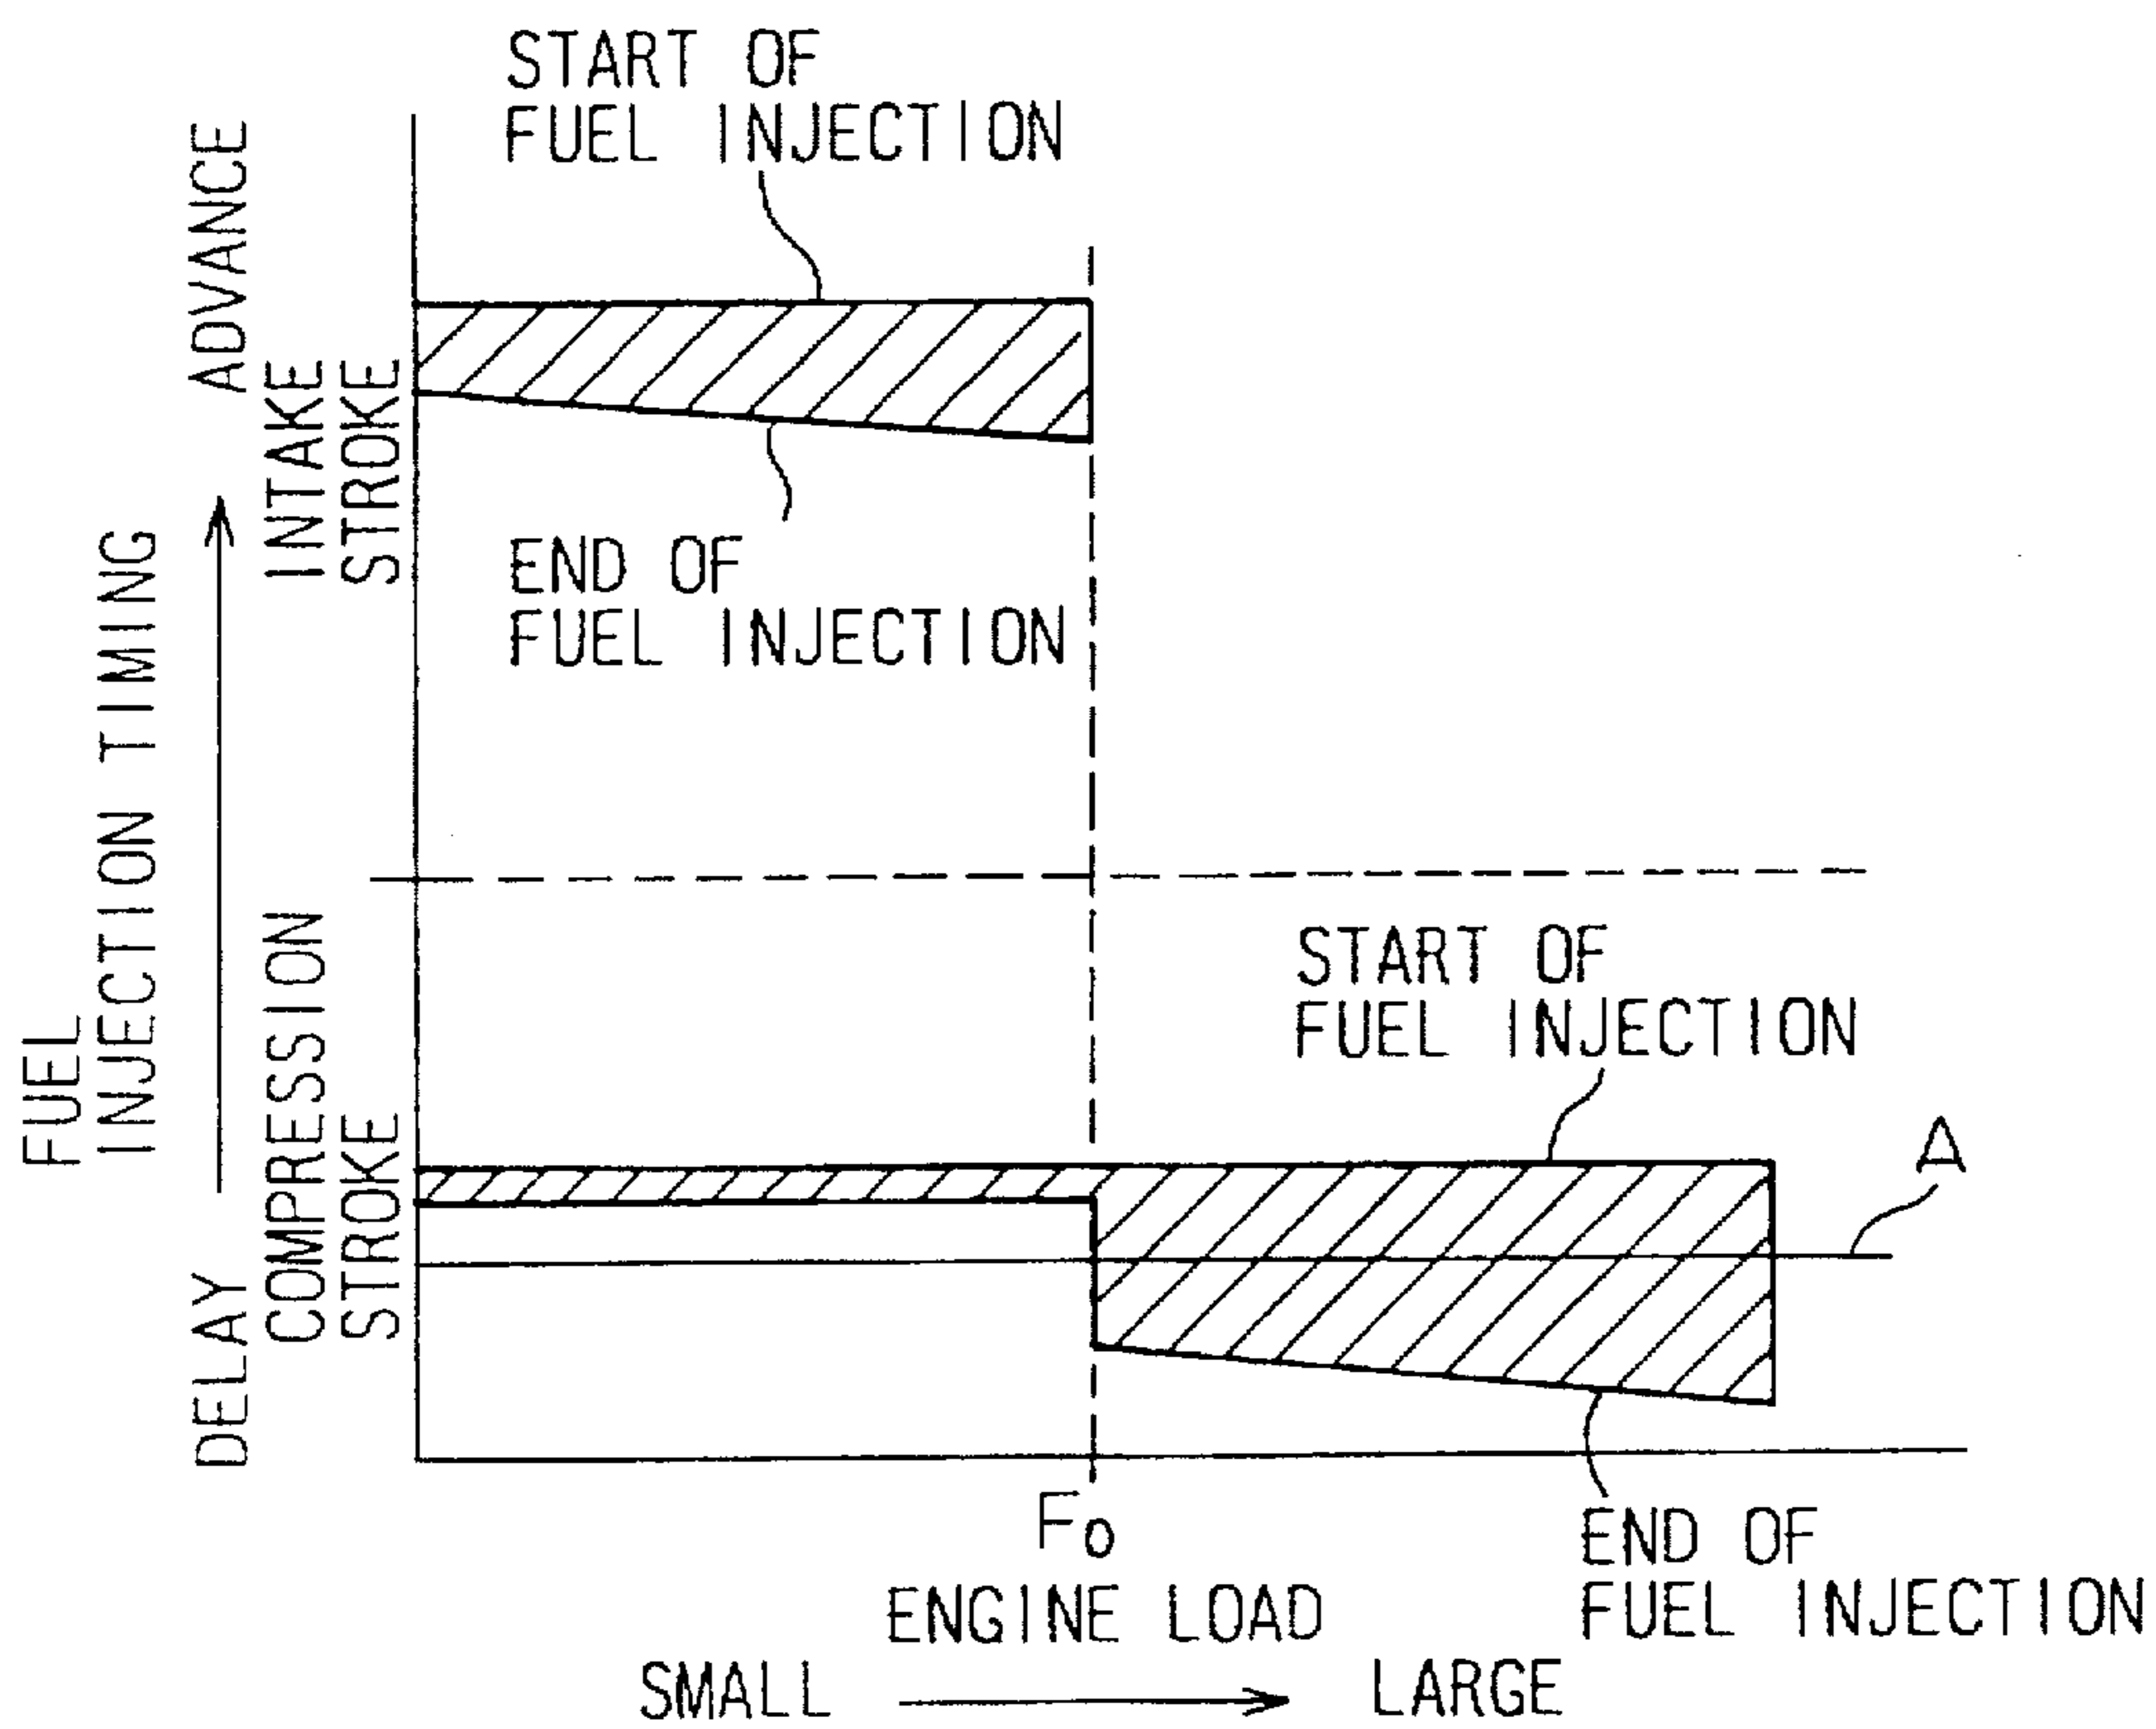 START OF
FUEL INJECTION
ADVANCE
INTAKE
STROKE
END OF
FUEL INJECTION
FUEL
INJECTION TIMING
COMPRESSION
STROKE
DELAY
START OF
FUEL INJECTION
A
F0
END OF
FUEL INJECTION
ENGINE LOAD
SMALL
LARGE